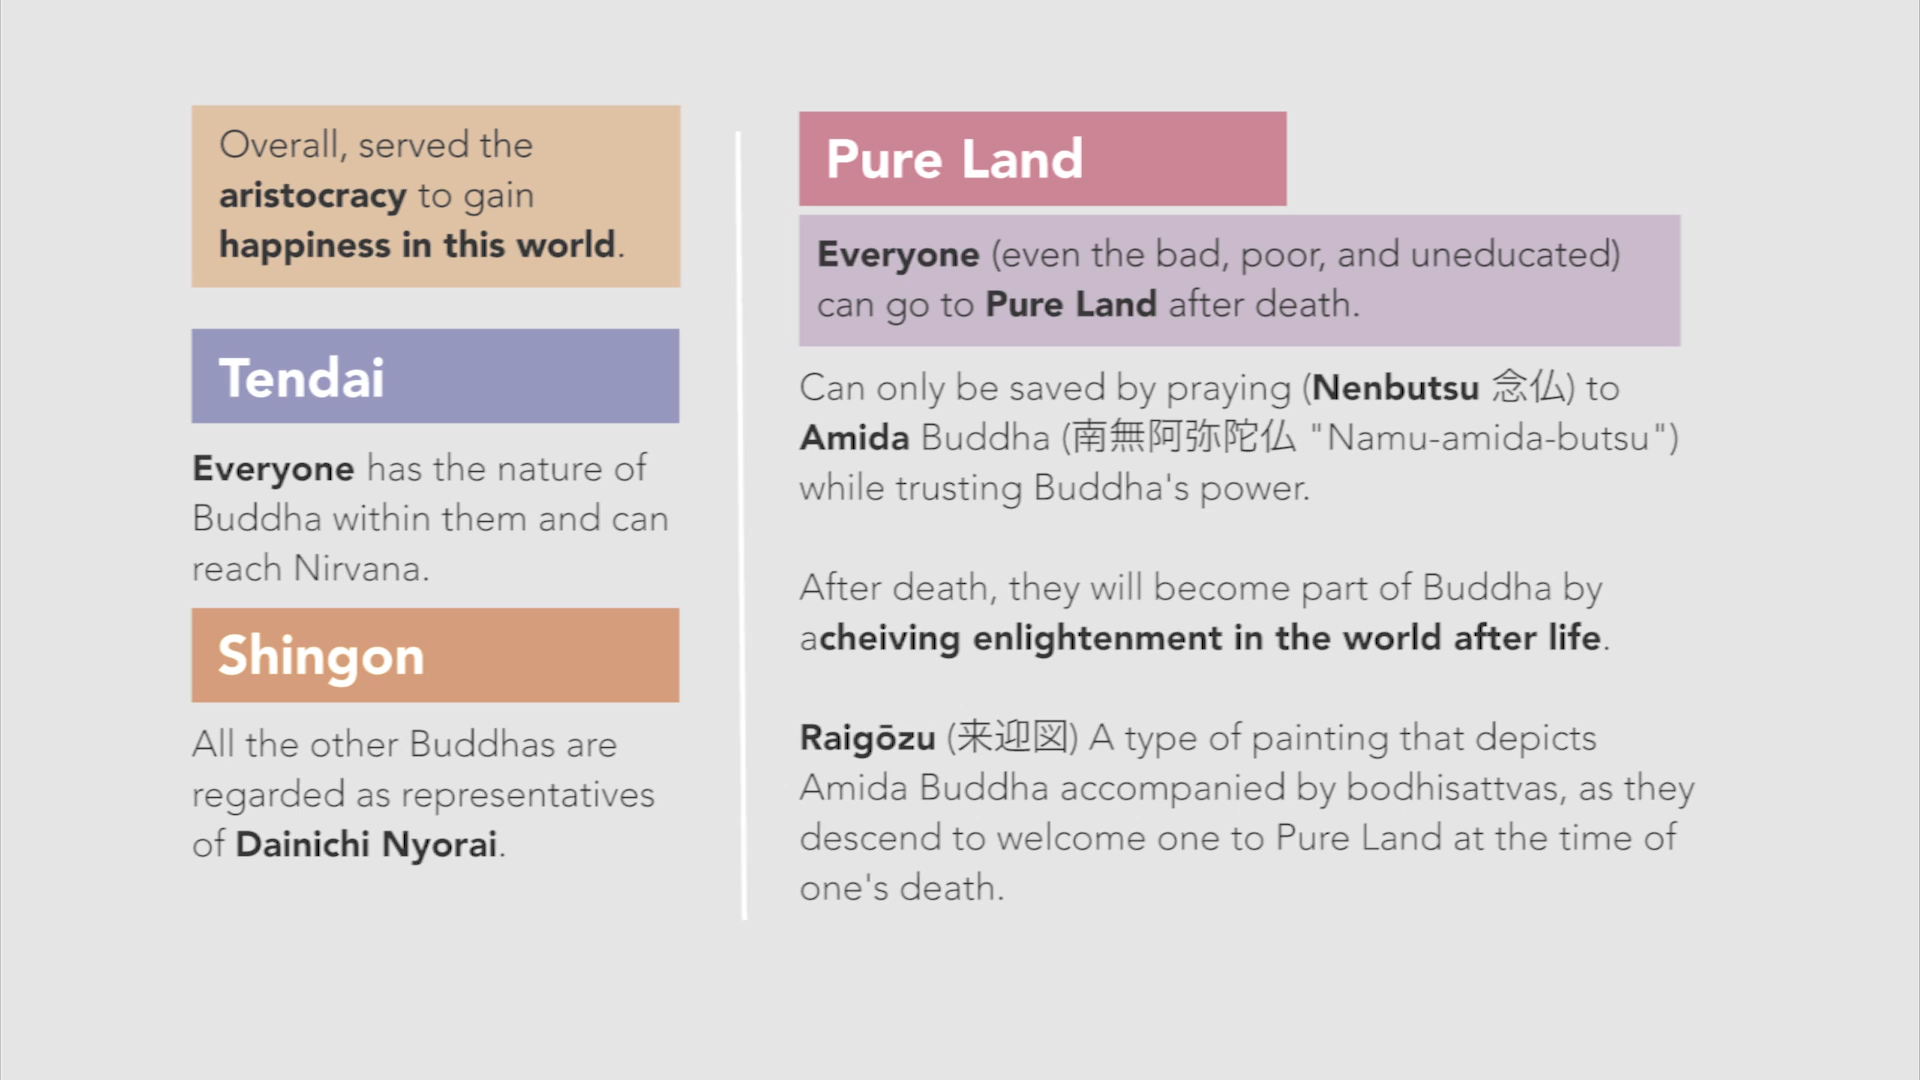 Overall, served the
aristocracy to gain
happiness in this world.
Tendai
Everyone has the nature of
Buddha within them and can
reach Nirvana.
Shingon
All the other Buddhas are
regarded as representatives
of Dainichi Nyorai.
Pure Land
Everyone (even the bad, poor, and uneducated)
can go to Pure Land after death.
Can only be saved by praying (Nenbutsu 念仏) to
Amida Buddha (南無阿弥陀仏 "Namu-amida-butsu")
while trusting Buddha's power.
After death, they will become part of Buddha by
acheiving enlightenment in the world after life.
Raigōzu (来迎図) A type of painting that depicts
Amida Buddha accompanied by bodhisattvas, as they
descend to welcome one to Pure Land at the time of
one's death.